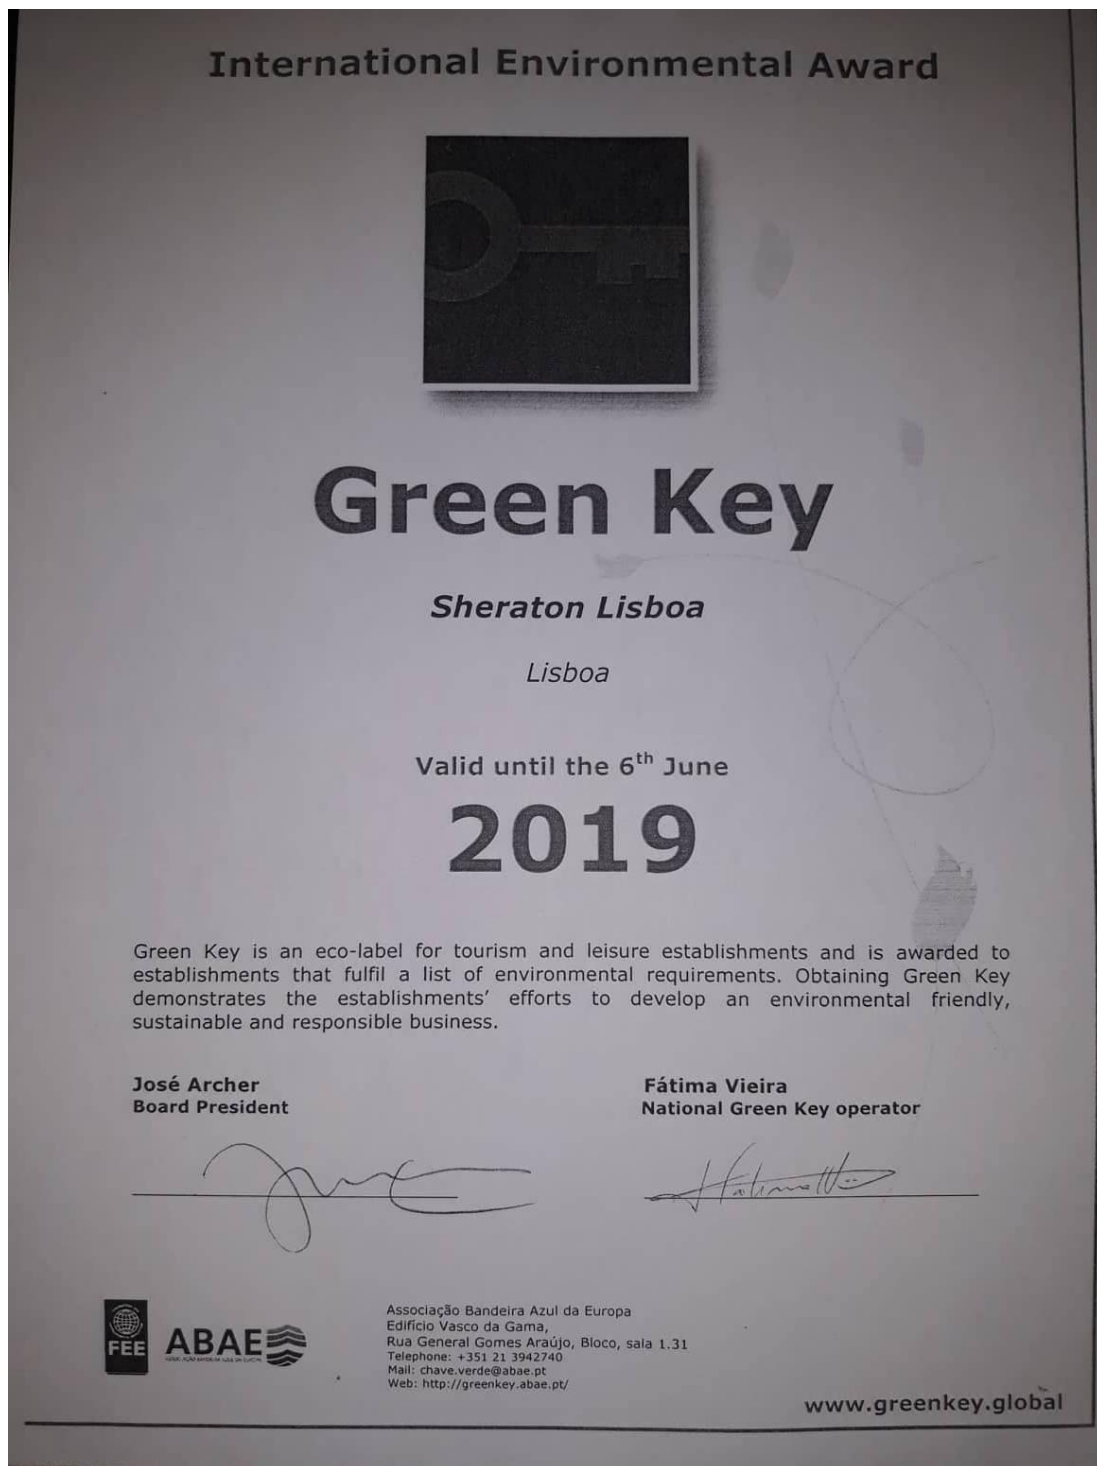 International Environmental Award
Green Key
Sheraton Lisboa
Lisboa
Valid until the 6th June
2019
Green Key is an eco-label for tourism and leisure establishments and is awarded to
establishments that fulfil a list of environmental requirements. Obtaining Green Key
demonstrates the establishments' efforts to develop an environmental friendly,
sustainable and responsible business.
José Archer
Board President
Fátima Vieira
National Green Key operator
FEE
ABAE
Associação Bandeira Azul da Europa
Edifício Vasco da Gama,
Rua General Gomes Araújo, Bloco, sala 1.31
Telephone: +351 21 3942740
Mail: chave.verde@abae.pt
Web: http://greenkey.abae.pt/
www.greenkey.global